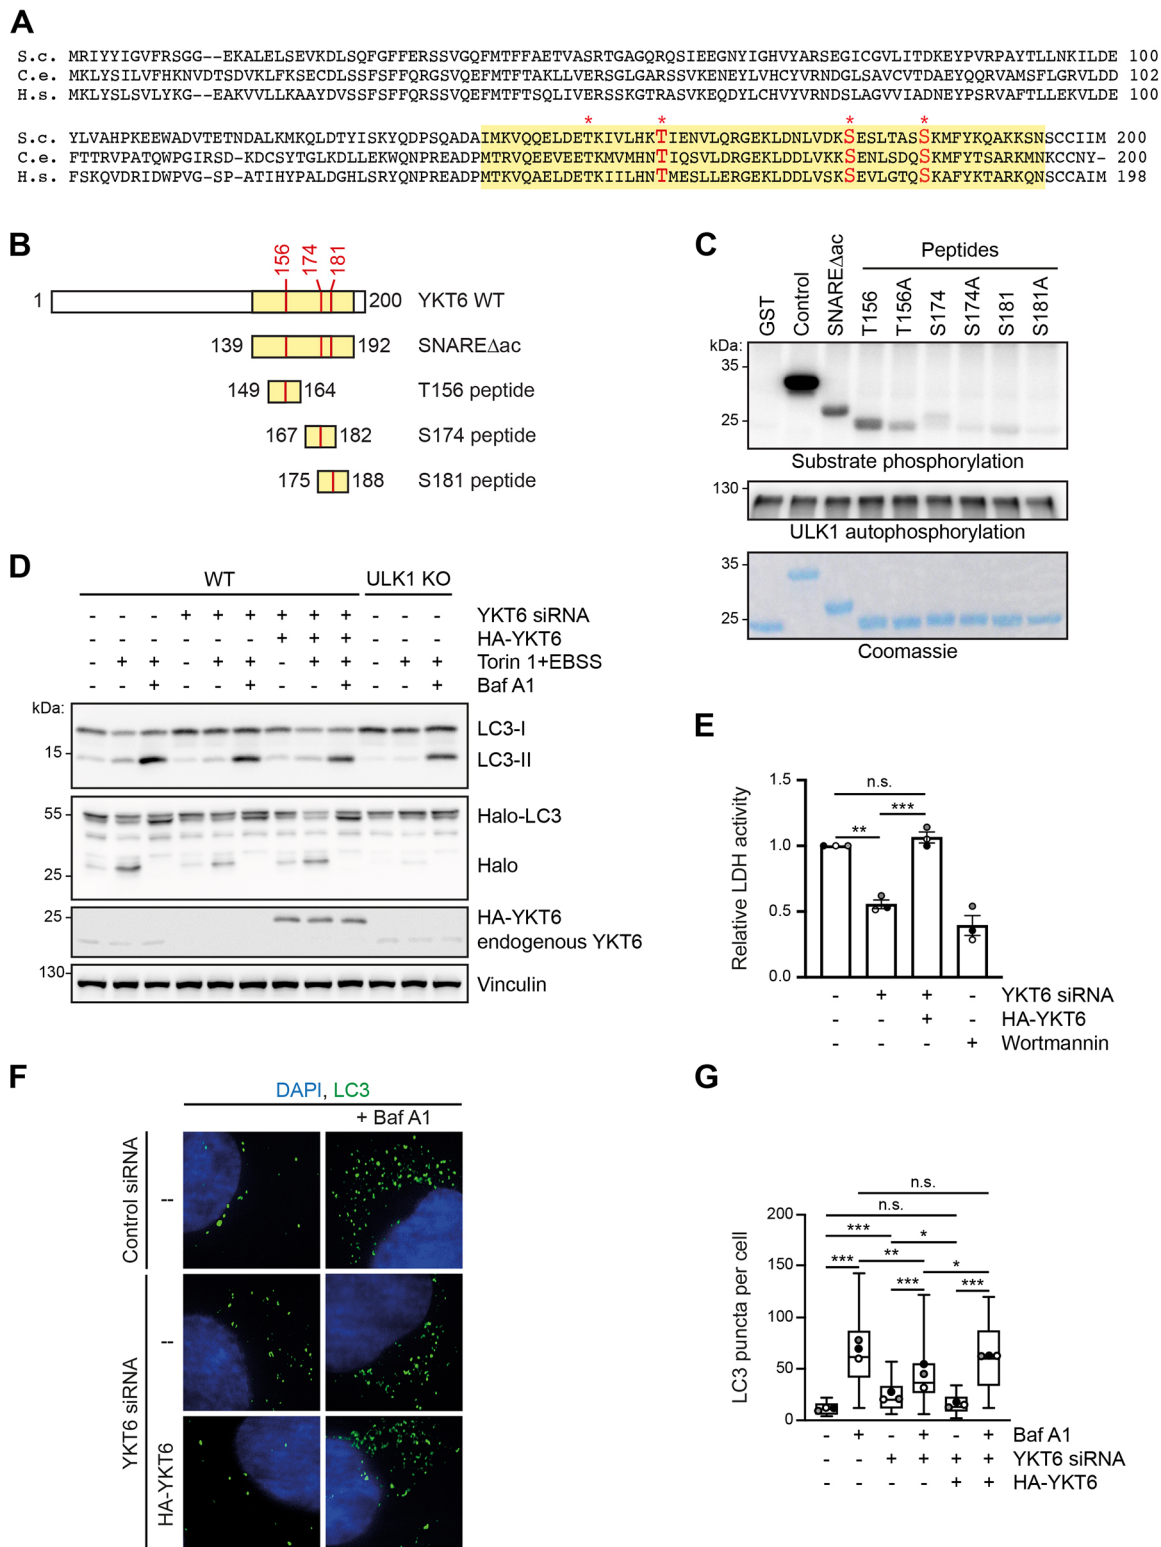 A
S.c. MRIYYIGVFRSGG--EKALELSEVKDLSQFGFFERSSVGQFMTFFAETVASRTGAGQRQSIEEGNYIGHVYARSEGICGVLITDKEYPVRPAYTLLNKILDE 100
C.e. MKLYSILVFHKNVDTSDVKLFKSECDLSSFSFFQRGSVQEFMTFTAKLLVERSGLGARSSVKENEYLVHCYVRNDGLSAVCVTDAEYQQRVAMSFLGRVLDD 102
H.s. MKLYSLSVLYKG--EAKVVLLKAAYDVSSFSFFQRSSVQEFMTFTSQLIVERSSKGTRASVKEQDYLCHVYVRNDSLAGVVIADNEYPSRVAFTLLEKVLDE 100
* * * *
S.c. YLVAHPKEEWADVTETNDALKMKQLDTYISKYQDPSQADAIMKVQQELDETKIVLHKTIENVLQRGEKLDNLVDKSESLTASSKMFYKQAKKSNSCCIIM 200
C.e. FTTRVPATQWPGIRSD-KDCSYTGLKDLLEKWQNPREADPMTRVQEEVEETKMVMHNTIQSVLDRGEKLDDLVKKSENLSDQSKMFYTSARKMNKCCNY- 200
H.s. FSKQVDRIDWPVG-SP-ATIHYPALDGHLSRYQNPREADPMTKVQAELDETKIILHNTMESLLERGEKLDDLVSKSEVLGTQSKAFYKTARKQNSCCAIM 198
B
156 174 181
1 200 YKT6 WT
139 192 SNAREΔac
149 164 T156 peptide
167 182 S174 peptide
175 188 S181 peptide
C
Peptides
GST Control SNAREΔac T156 T156A S174 S174A S181 S181A
kDa:
35
25
Substrate phosphorylation
130
ULK1 autophosphorylation
35
25
Coomassie
D
WT ULK1 KO
- - - + + + + + + - - - YKT6 siRNA
- - - - - - + + + - - - HA-YKT6
- + + - + + - + + - + + Torin 1+EBSS
- - + - - + - - + - - + Baf A1
kDa:
LC3-I
15
LC3-II
55 Halo-LC3
Halo
25
25 HA-YKT6
endogenous YKT6
130
Vinculin
E
Relative LDH activity
1.5
1.0
0.5
0.0
n.s.
***
**
- + + - YKT6 siRNA
- - + - HA-YKT6
- - - + Wortmannin
F
DAPI, LC3
+ Baf A1
Control siRNA
--
YKT6 siRNA
--
HA-YKT6
G
LC3 puncta per cell
200
150
100
50
0
n.s.
n.s.
*** *
*** ** *
*** ***
- + - + - + Baf A1
- - + + + + YKT6 siRNA
- - - - + + HA-YKT6